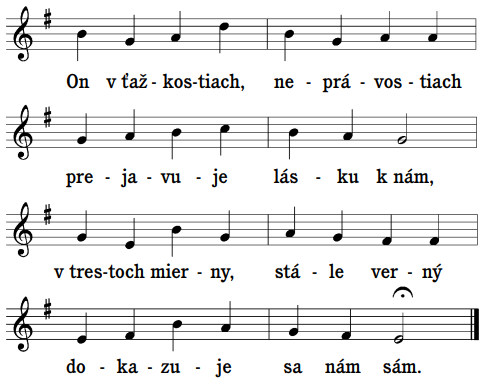 On v ťaž - kos-tiach, ne - prá - vos - tiach
pre - ja - vu - je lás - ku k nám,
v tres - toch mier - ny, stá - le ver - ný
do - ka - zu - je sa nám sám.